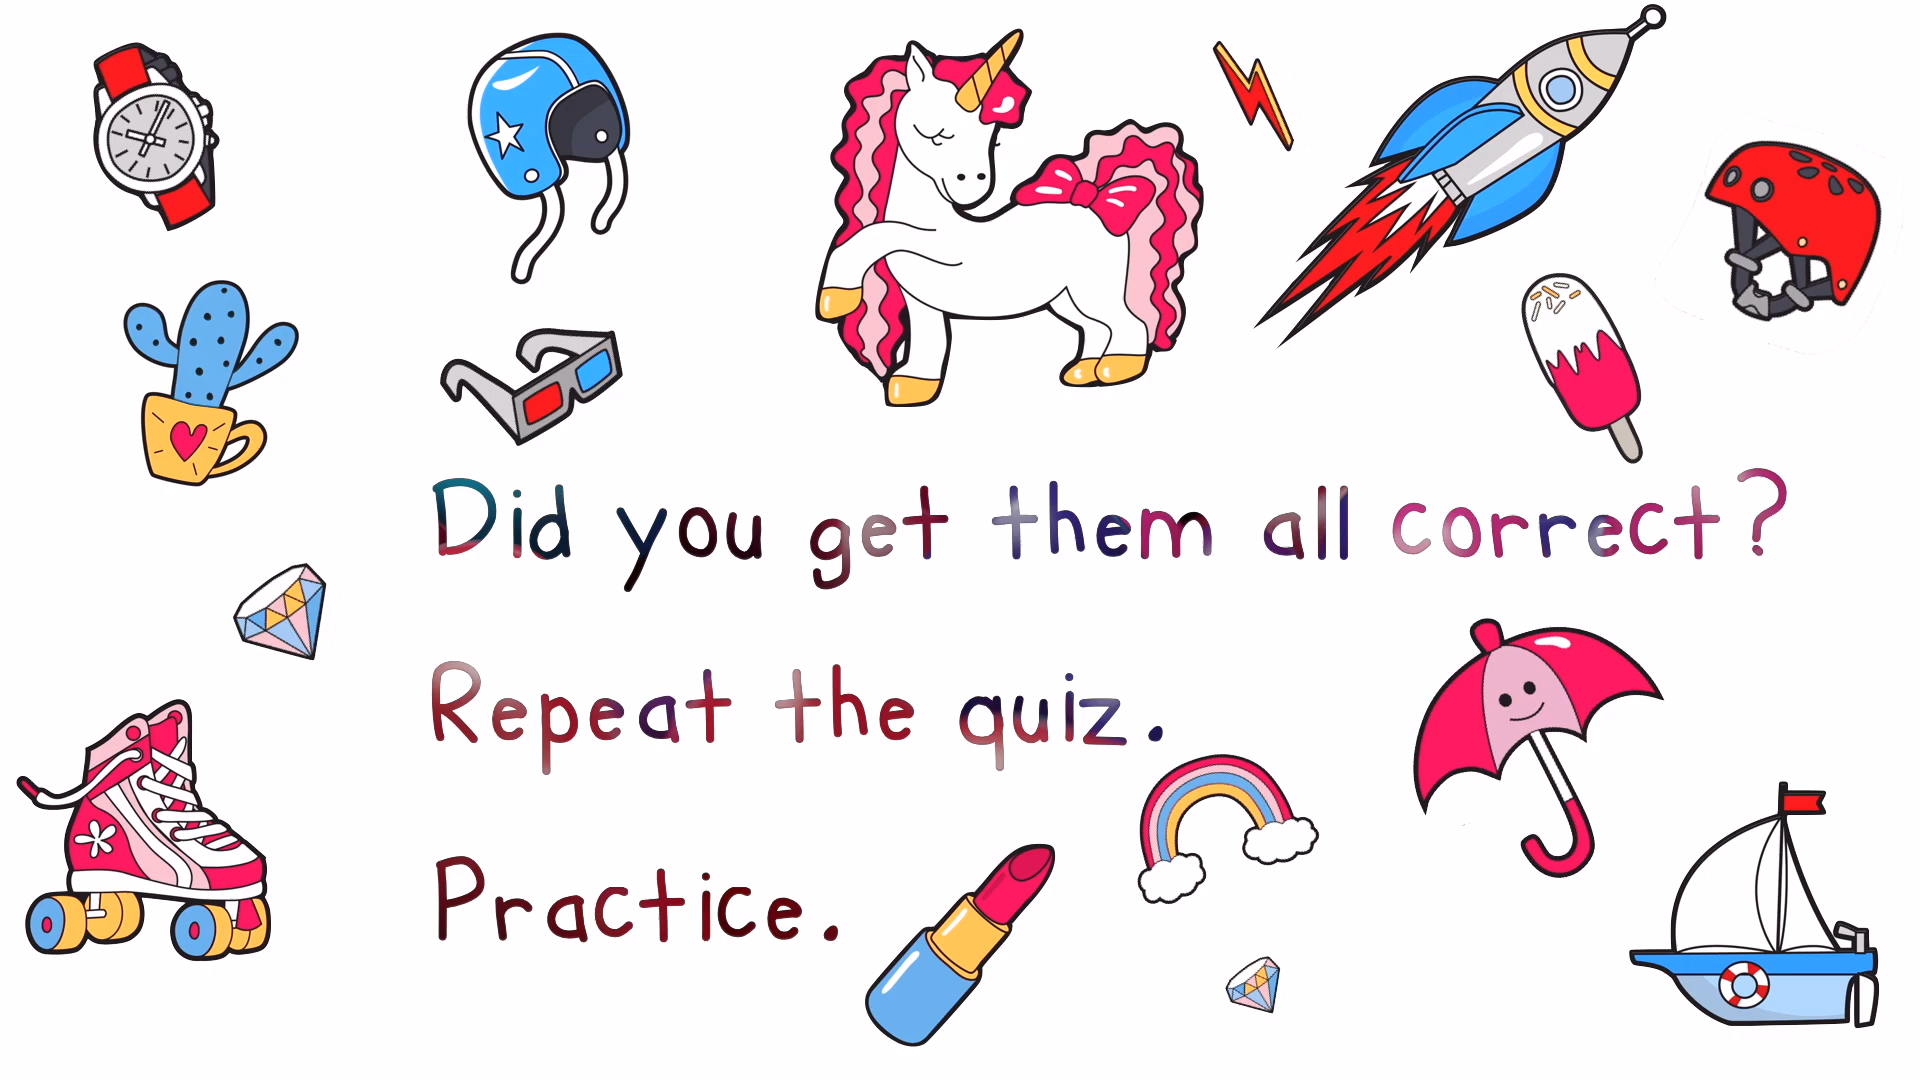 Did you get them all correct?
Repeat the quiz.
Practice.